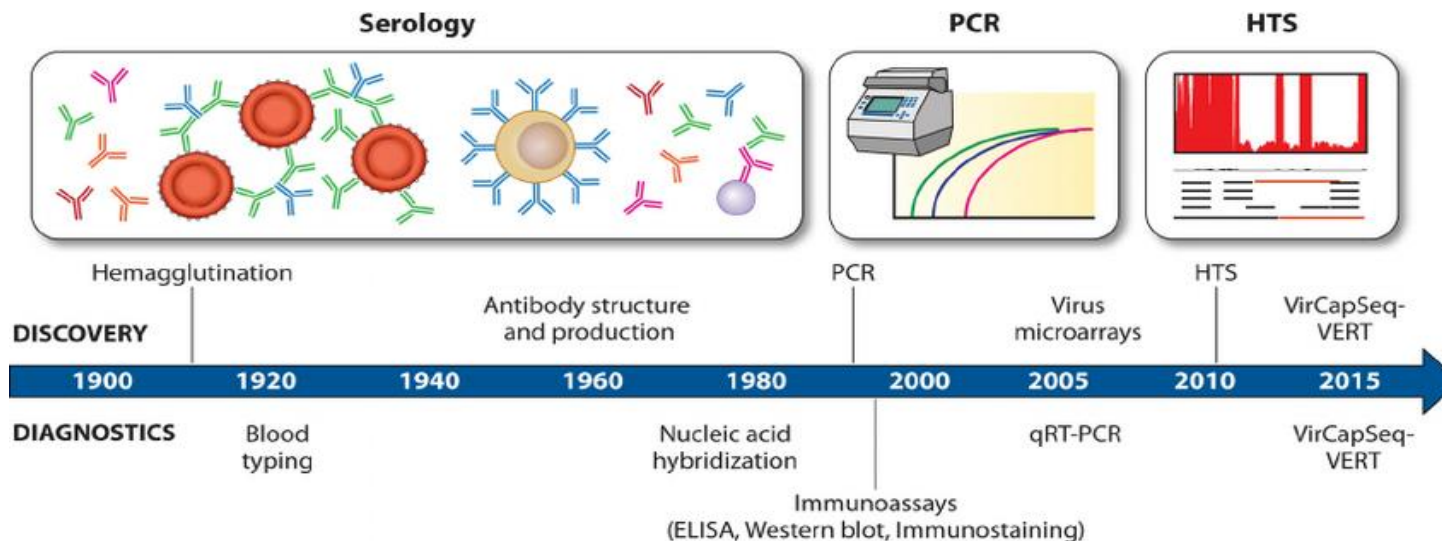 Serology
PCR
HTS
Hemagglutination
PCR
HTS
Antibody structure
and production
Virus
microarrays
VirCapSeq-
VERT
DISCOVERY
1900 1920 1940 1960 1980 2000 2005 2010 2015
DIAGNOSTICS
Blood
typing
Nucleic acid
hybridization
qRT-PCR
VirCapSeq-
VERT
Immunoassays
(ELISA, Western blot, Immunostaining)